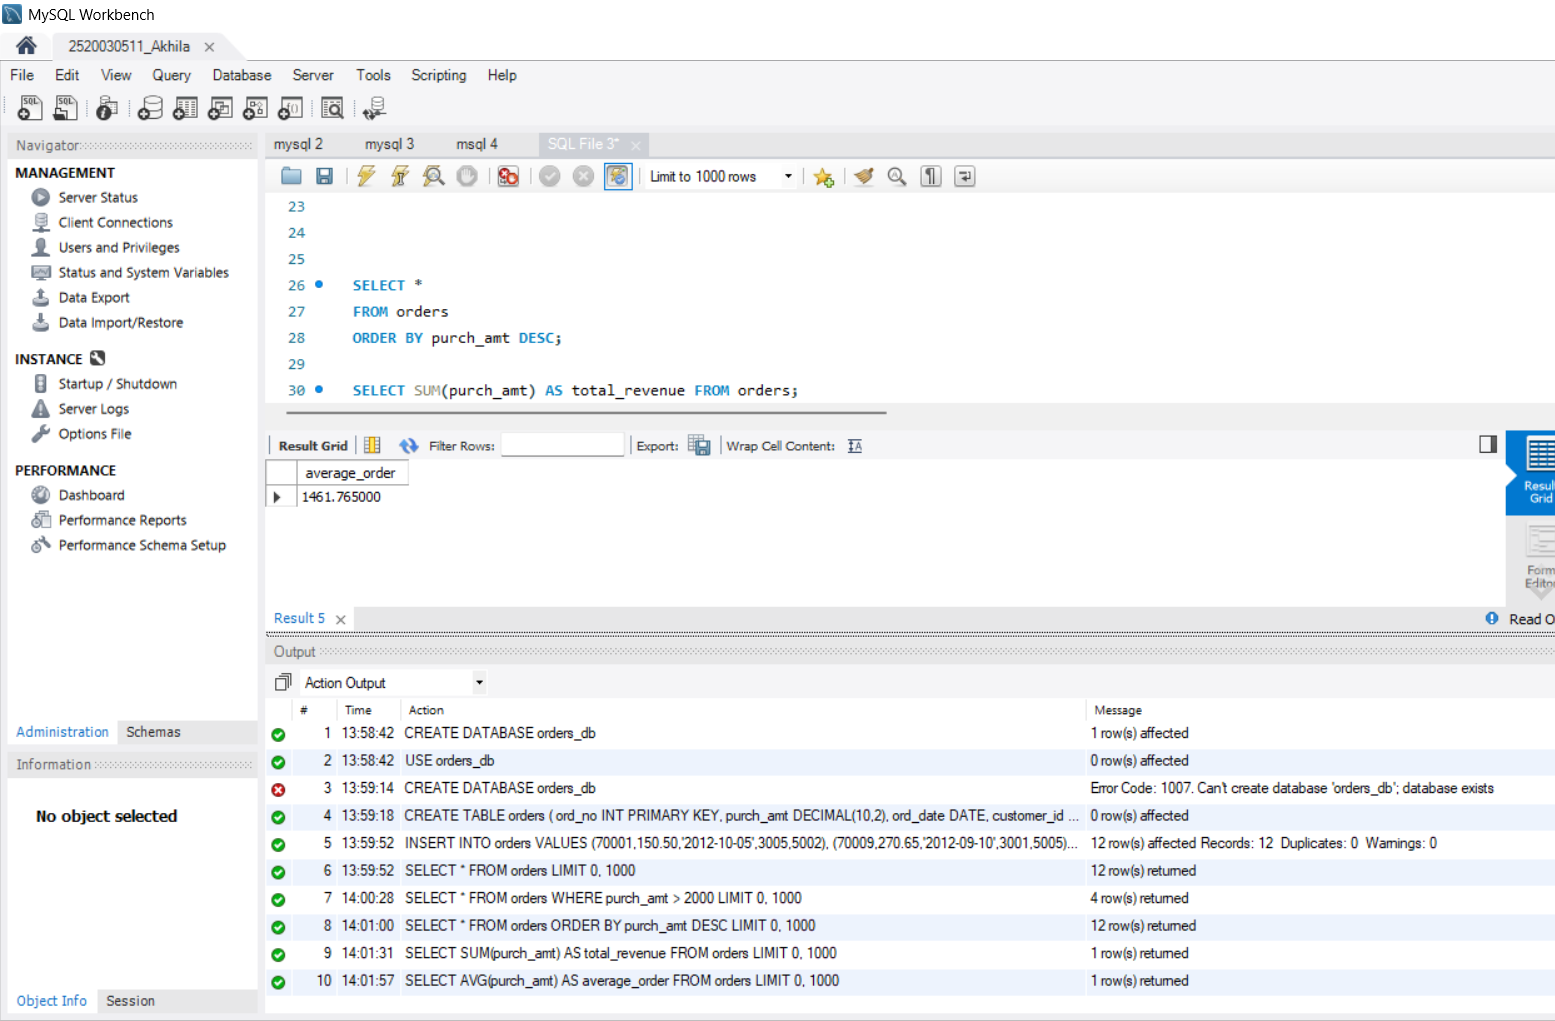 MySQL Workbench
2520030511_Akhila
File Edit View Query Database Server Tools Scripting Help
Navigator
MANAGEMENT
Server Status
Client Connections
Users and Privileges
Status and System Variables
Data Export
Data Import/Restore
INSTANCE
Startup / Shutdown
Server Logs
Options File
PERFORMANCE
Dashboard
Performance Reports
Performance Schema Setup
Administration Schemas
Information
No object selected
Object Info Session
mysql 2 mysql 3 msql 4 SQL File 3*
Limit to 1000 rows
23
24
25
26 SELECT *
27 FROM orders
28 ORDER BY purch_amt DESC;
29
30 SELECT SUM(purch_amt) AS total_revenue FROM orders;
Result Grid Filter Rows: Export: Wrap Cell Content:
average_order
1461.765000
Result
Grid
Form
Editor
Result 5 Read O
Output
Action Output
# Time Action Message
1 13:58:42 CREATE DATABASE orders_db 1 row(s) affected
2 13:58:42 USE orders_db 0 row(s) affected
3 13:59:14 CREATE DATABASE orders_db Error Code: 1007. Can't create database 'orders_db'; database exists
4 13:59:18 CREATE TABLE orders ( ord_no INT PRIMARY KEY, purch_amt DECIMAL(10,2), ord_date DATE, customer_id ... 0 row(s) affected
5 13:59:52 INSERT INTO orders VALUES (70001,150.50,'2012-10-05',3005,5002), (70009,270.65,'2012-09-10',3001,5005)... 12 row(s) affected Records: 12 Duplicates: 0 Warnings: 0
6 13:59:52 SELECT * FROM orders LIMIT 0, 1000 12 row(s) returned
7 14:00:28 SELECT * FROM orders WHERE purch_amt > 2000 LIMIT 0, 1000 4 row(s) returned
8 14:01:00 SELECT * FROM orders ORDER BY purch_amt DESC LIMIT 0, 1000 12 row(s) returned
9 14:01:31 SELECT SUM(purch_amt) AS total_revenue FROM orders LIMIT 0, 1000 1 row(s) returned
10 14:01:57 SELECT AVG(purch_amt) AS average_order FROM orders LIMIT 0, 1000 1 row(s) returned